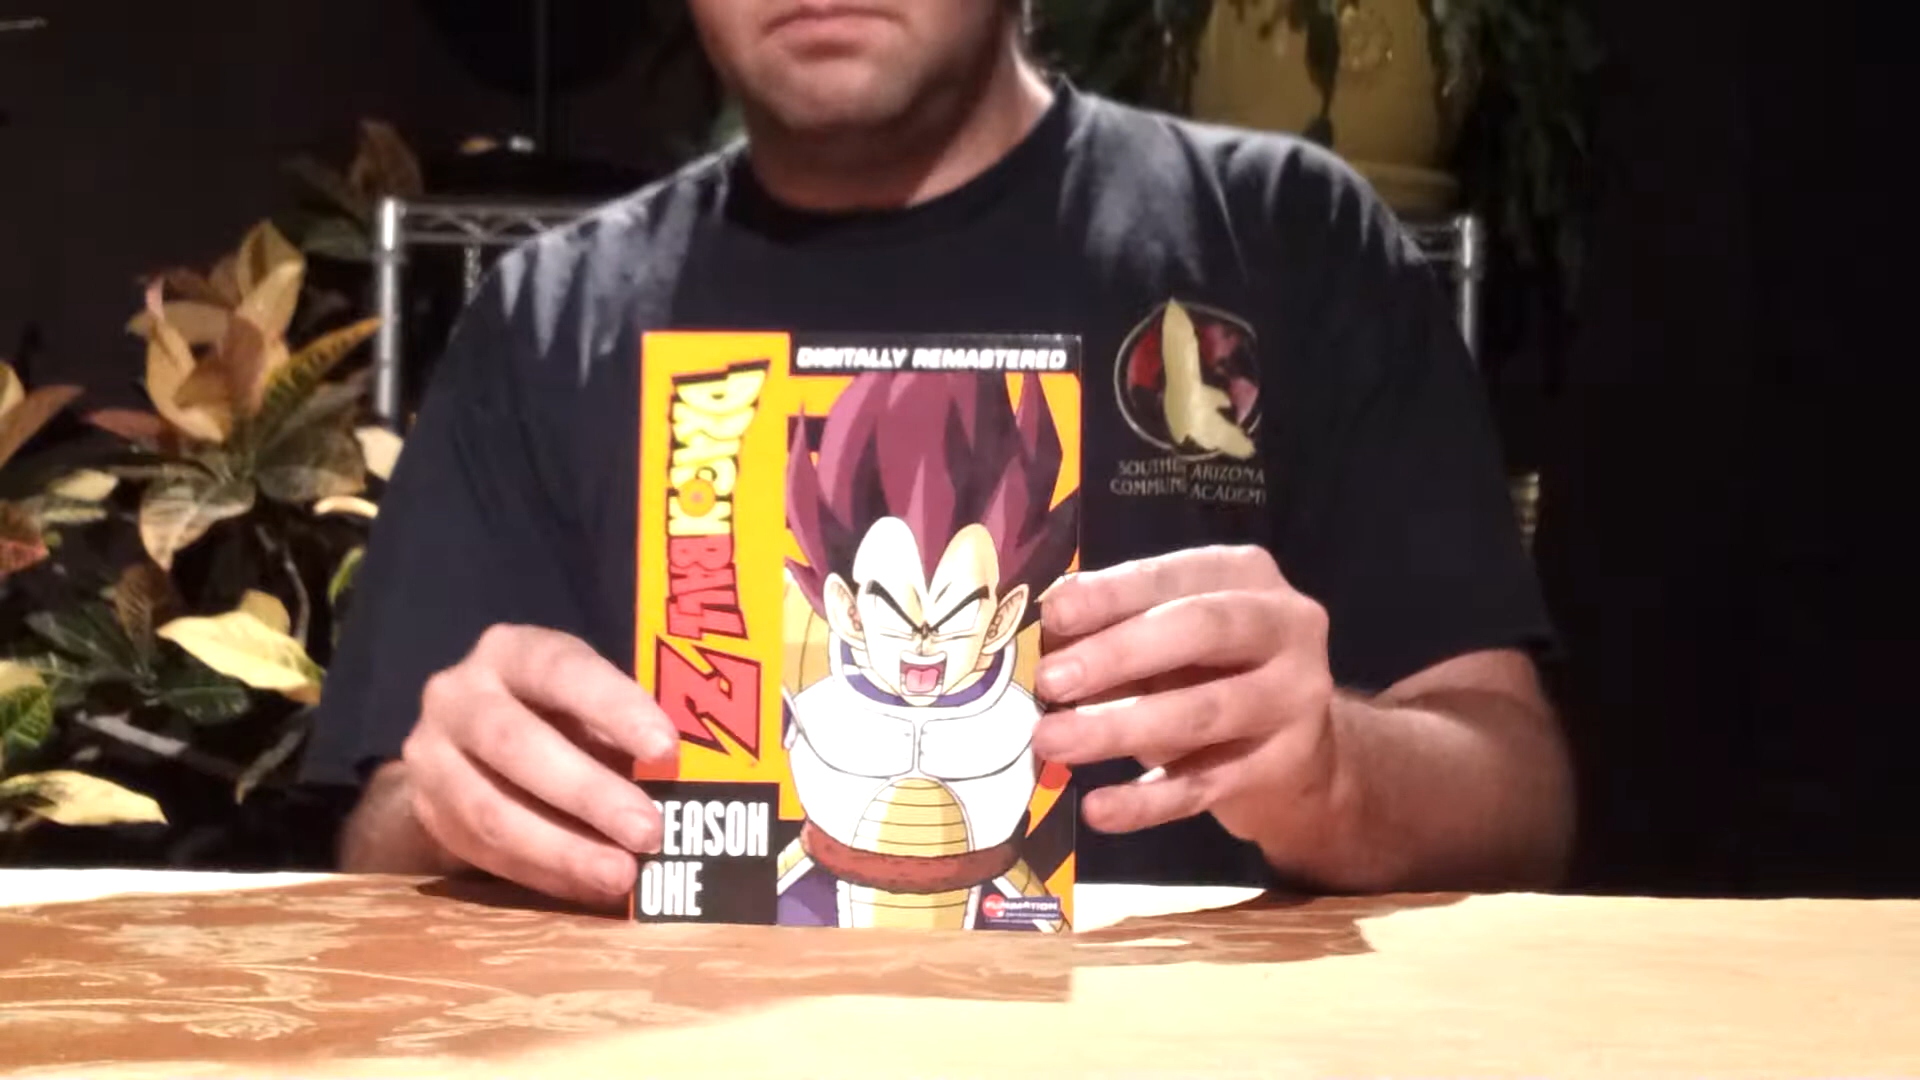 DIGITALLY REMASTERED
DRAGON BALL Z
SEASON
ONE
FUNIMATION
ARIZONA
ACADEMY